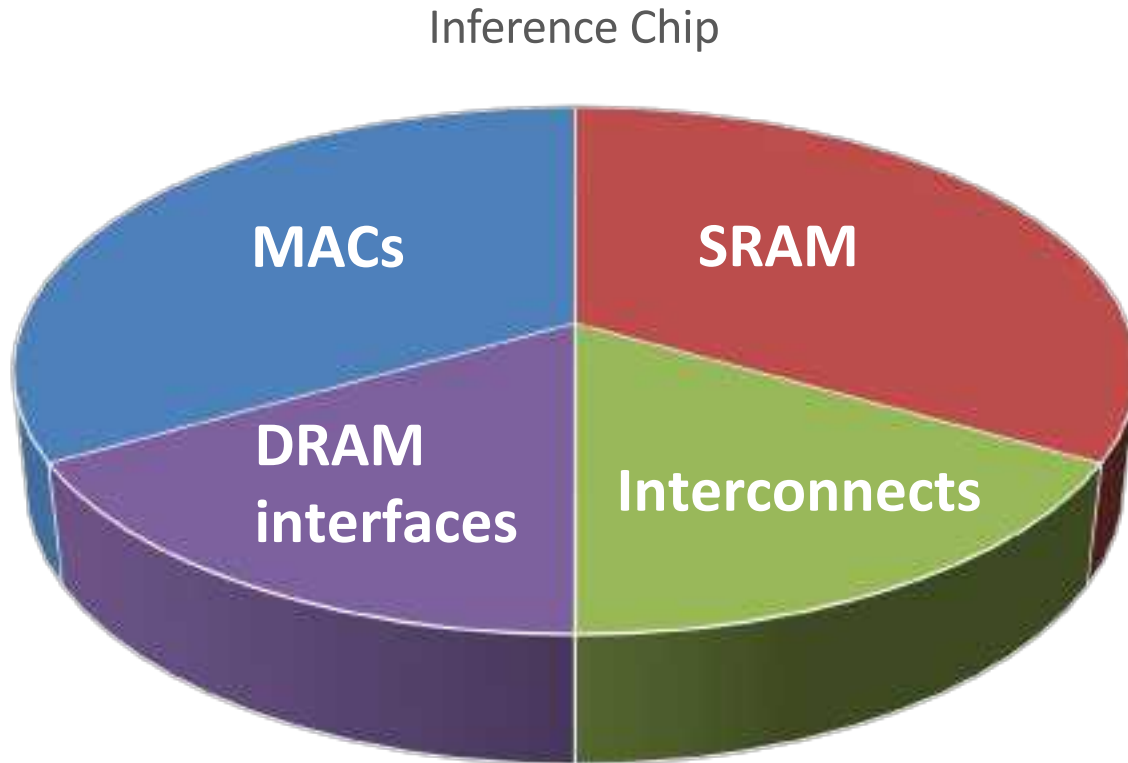 Inference Chip
MACs
SRAM
DRAM
interfaces
Interconnects